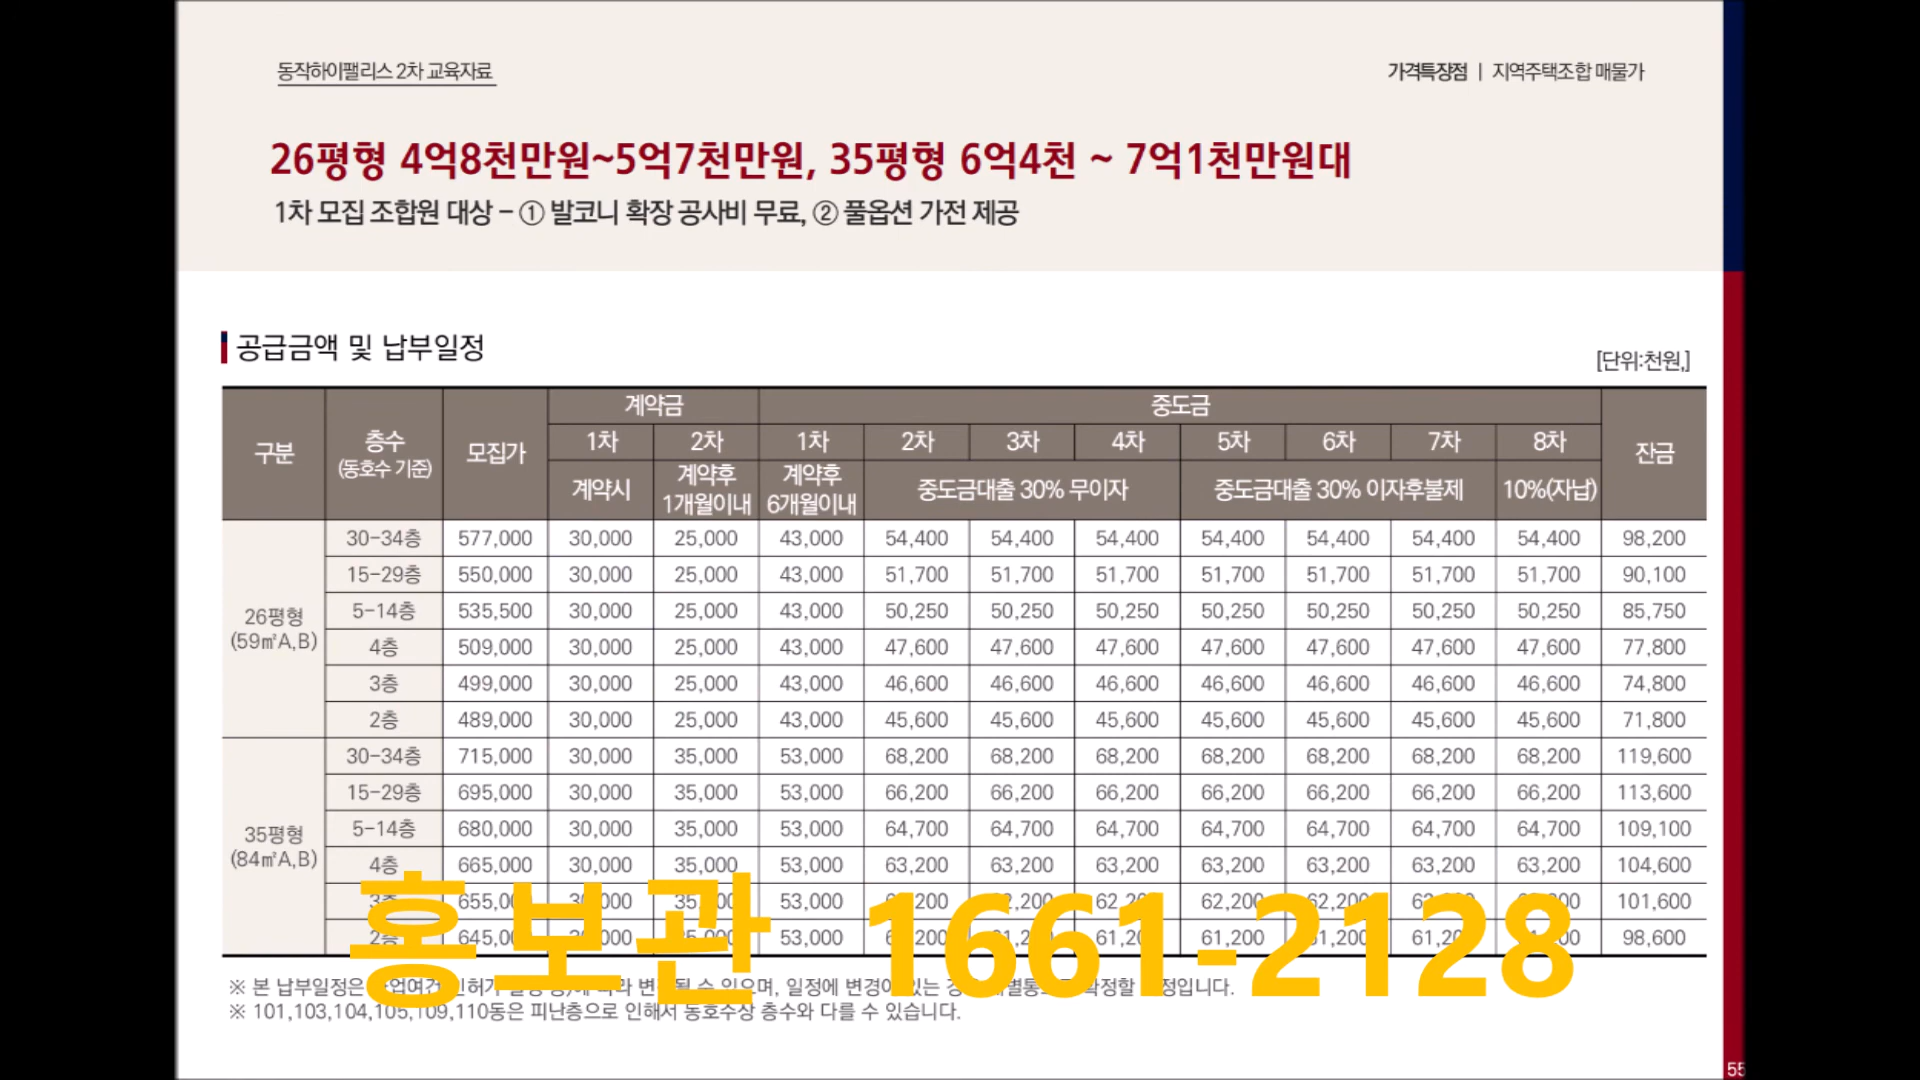 동작하이팰리스 2차 교육자료
가격특장점 | 지역주택조합 매물가
26평형 4억8천만원~5억7천만원, 35평형 6억4천 ~ 7억1천만원대
1차 모집 조합원 대상 – ① 발코니 확장 공사비 무료, ② 풀옵션 가전 제공
공급금액 및 납부일정
[단위:천원,]
구분 층수 (동호수 기준) 모집가 계약금 중도금 잔금
1차 2차 1차 2차 3차 4차 5차 6차 7차 8차
계약시 계약후 1개월이내 계약후 6개월이내 중도금대출 30% 무이자 중도금대출 30% 이자후불제 10%(자납)
26평형 (59㎡A,B)
30-34층 577,000 30,000 25,000 43,000 54,400 54,400 54,400 54,400 54,400 54,400 54,400 98,200
15-29층 550,000 30,000 25,000 43,000 51,700 51,700 51,700 51,700 51,700 51,700 51,700 90,100
5-14층 535,500 30,000 25,000 43,000 50,250 50,250 50,250 50,250 50,250 50,250 50,250 85,750
4층 509,000 30,000 25,000 43,000 47,600 47,600 47,600 47,600 47,600 47,600 47,600 77,800
3층 499,000 30,000 25,000 43,000 46,600 46,600 46,600 46,600 46,600 46,600 46,600 74,800
2층 489,000 30,000 25,000 43,000 45,600 45,600 45,600 45,600 45,600 45,600 45,600 71,800
35평형 (84㎡A,B)
30-34층 715,000 30,000 35,000 53,000 68,200 68,200 68,200 68,200 68,200 68,200 68,200 119,600
15-29층 695,000 30,000 35,000 53,000 66,200 66,200 66,200 66,200 66,200 66,200 66,200 113,600
5-14층 680,000 30,000 35,000 53,000 64,700 64,700 64,700 64,700 64,700 64,700 64,700 109,100
4층 665,000 30,000 35,000 53,000 63,200 63,200 63,200 63,200 63,200 63,200 63,200 104,600
53,000 62,200 101,600
53,000 61,200 98,600
홍보관 1661-2128
※ 본 납부일정은 수 있으며, 일정에 변경이
※ 101,103,104,105,109,110동은 피난층으로 인해서 동호수상 층수와 다를 수 있습니다.
55